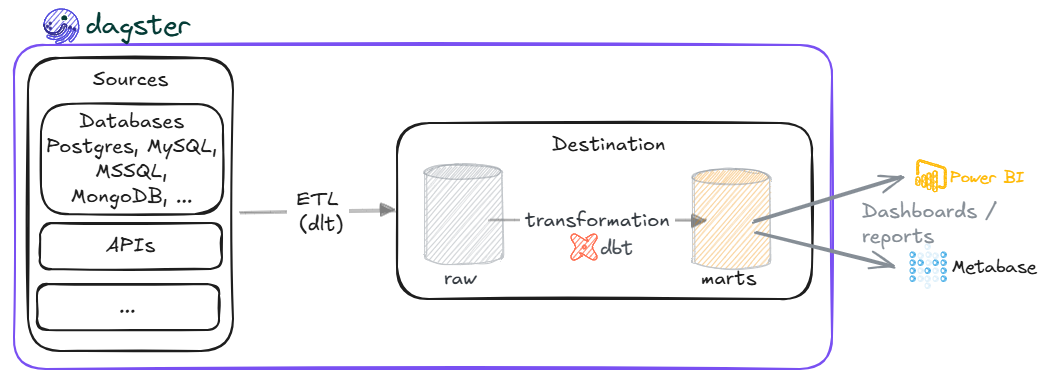 dagster
Sources
Databases
Postgres, MySQL,
MSSQL,
MongoDB, ...
APIs
...
ETL
(dlt)
Destination
raw
transformation
dbt
marts
Power BI
Dashboards /
reports
Metabase